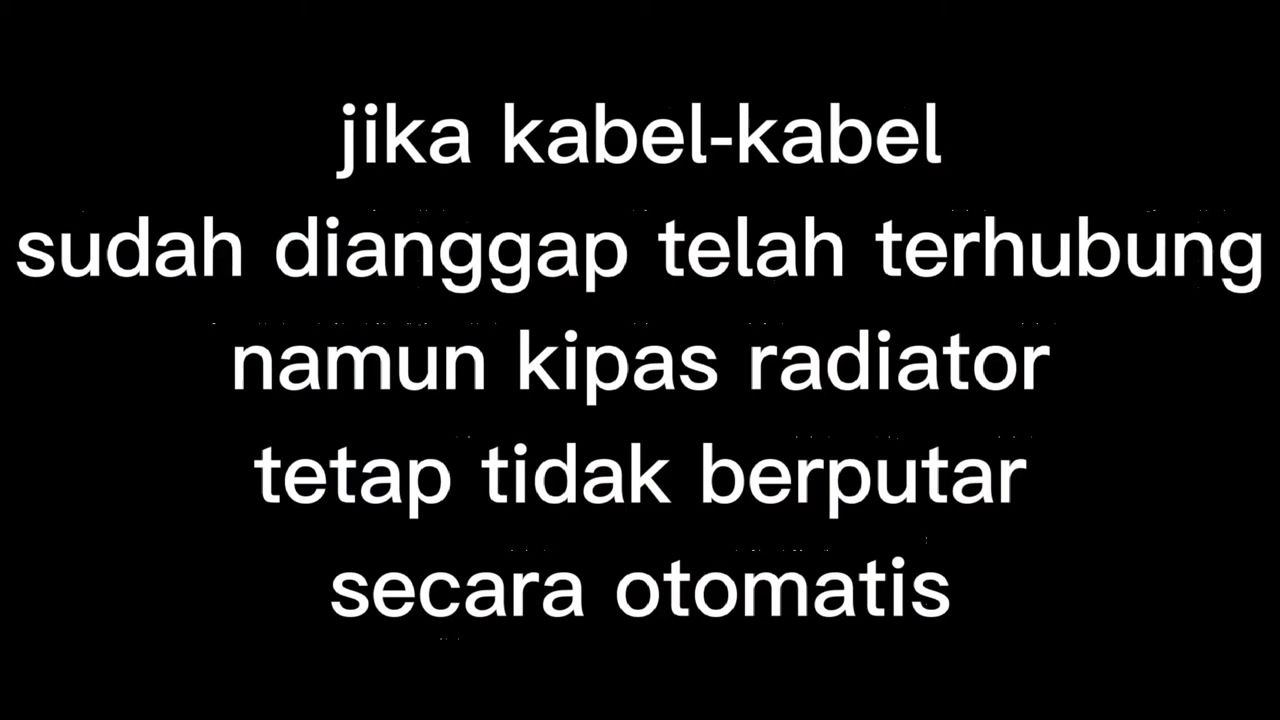 jika kabel-kabel
sudah dianggap telah terhubung
namun kipas radiator
tetap tidak berputar
secara otomatis